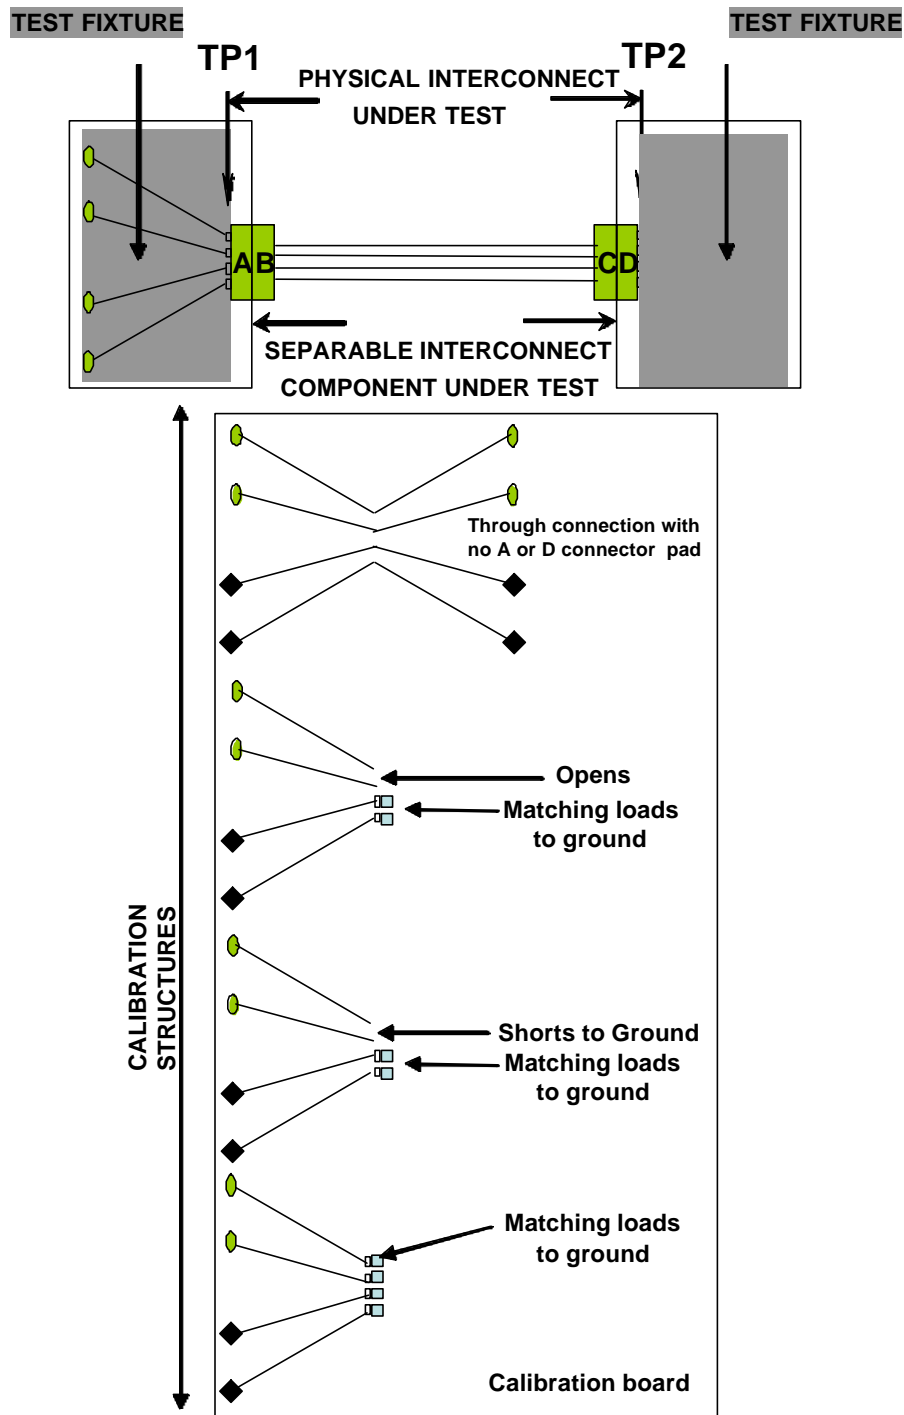 TEST FIXTURE
TEST FIXTURE
TP1
TP2
PHYSICAL INTERCONNECT
UNDER TEST
A B
C D
SEPARABLE INTERCONNECT
COMPONENT UNDER TEST
Through connection with
no A or D connector pad
Opens
Matching loads
to ground
CALIBRATION
STRUCTURES
Shorts to Ground
Matching loads
to ground
Matching loads
to ground
Calibration board